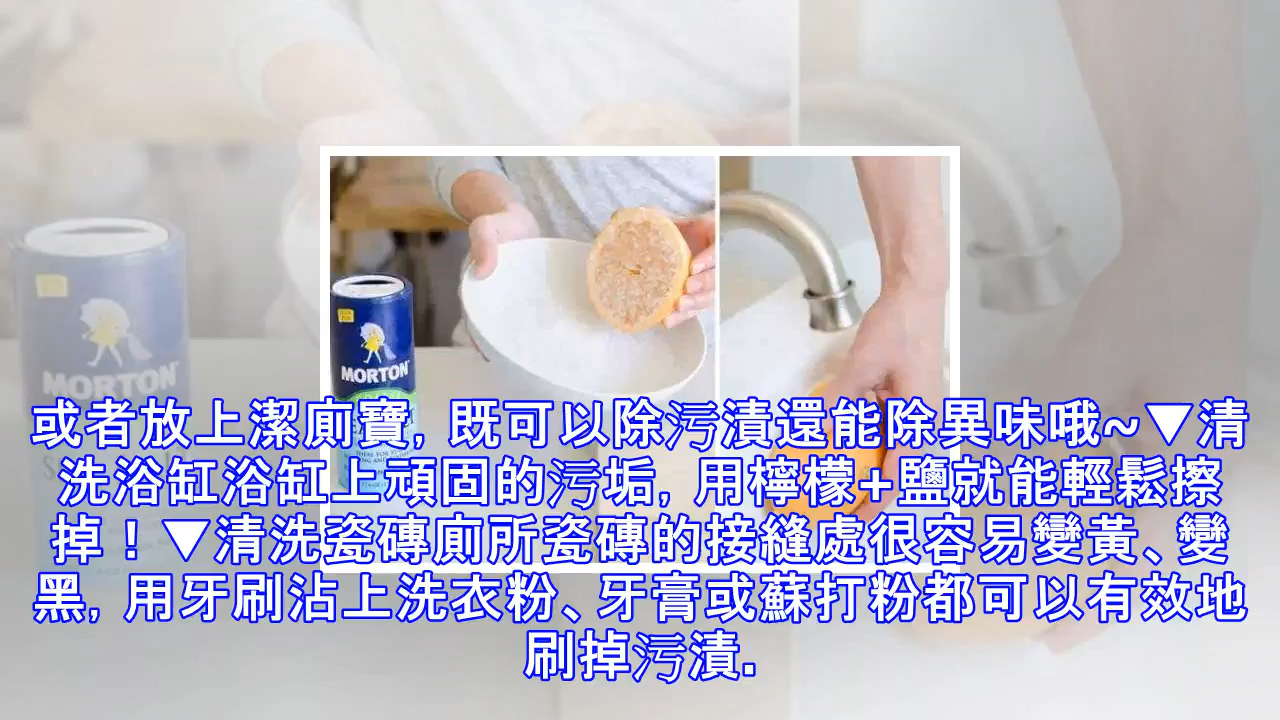 MORTON
或者放上潔廁寶, 既可以除污漬還能除異味哦~▼清
洗浴缸浴缸上頑固的污垢, 用檸檬+鹽就能輕鬆擦
掉！▼清洗瓷磚廁所瓷磚的接縫處很容易變黃、變
黑, 用牙刷沾上洗衣粉、牙膏或蘇打粉都可以有效地
刷掉污漬.